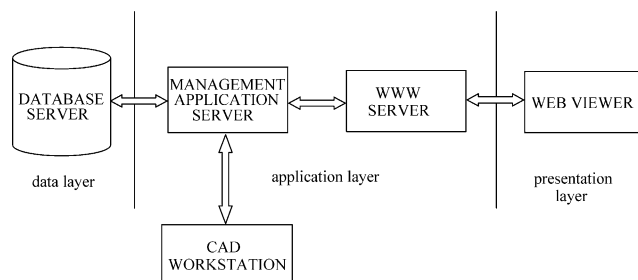 DATABASE
SERVER
MANAGEMENT
APPLICATION
SERVER
WWW
SERVER
WEB VIEWER
data layer
application layer
presentation
layer
CAD
WORKSTATION